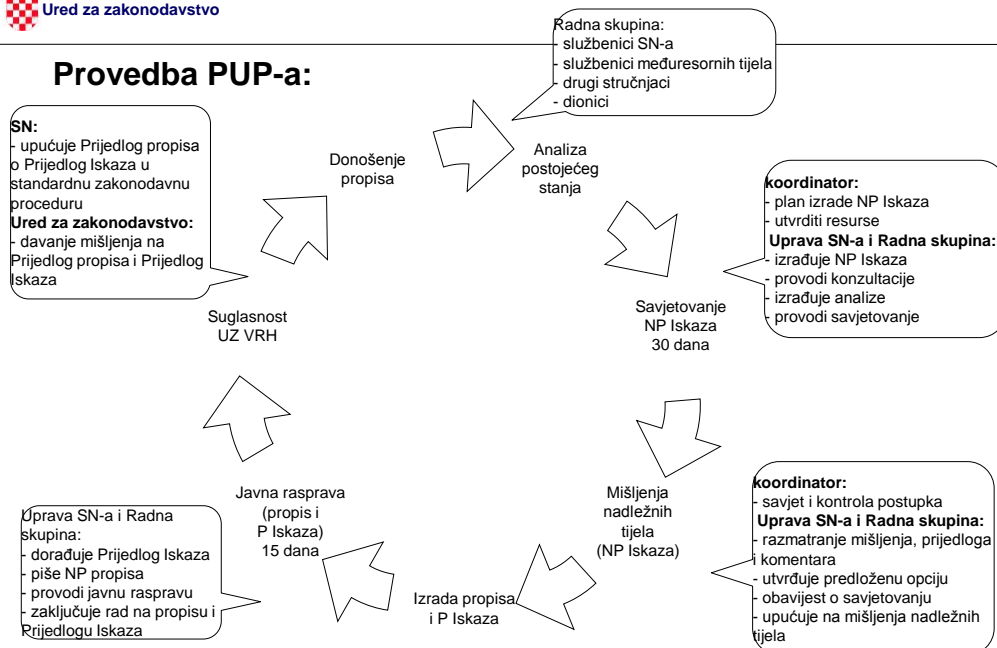 Ured za zakonodavstvo
Provedba PUP-a:
Radna skupina:
- službenici SN-a
- službenici međuresornih tijela
- drugi stručnjaci
- dionici
SN:
- upućuje Prijedlog propisa
o Prijedlog Iskaza u
standardnu zakonodavnu
proceduru
Ured za zakonodavstvo:
- davanje mišljenja na
Prijedlog propisa i Prijedlog
Iskaza
Donošenje
propisa
Analiza
postojećeg
stanja
koordinator:
- plan izrade NP Iskaza
- utvrditi resurse
Uprava SN-a i Radna skupina:
- izrađuje NP Iskaza
- provodi konzultacije
- izrađuje analize
- provodi savjetovanje
Savjetovanje
NP Iskaza
30 dana
Suglasnost
UZ VRH
Mišljenja
nadležnih
tijela
(NP Iskaza)
koordinator:
- savjet i kontrola postupka
Uprava SN-a i Radna skupina:
- razmatranje mišljenja, prijedloga
i komentara
- utvrđuje predloženu opciju
- obavijest o savjetovanju
- upućuje na mišljenja nadležnih
tijela
Izrada propisa
i P Iskaza
Javna rasprava
(propis i
P Iskaza)
15 dana
Uprava SN-a i Radna
skupina:
- dorađuje Prijedlog Iskaza
- piše NP propisa
- provodi javnu raspravu
- zaključuje rad na propisu i
Prijedlogu Iskaza